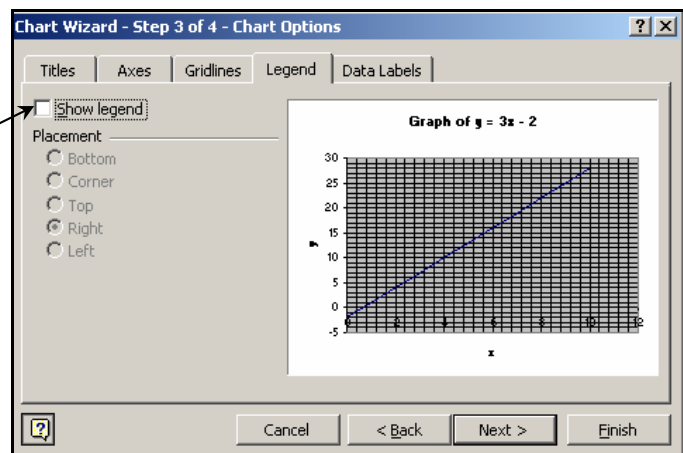 Chart Wizard - Step 3 of 4 - Chart Options
Titles Axes Gridlines Legend Data Labels
Show legend
Placement
Bottom
Corner
Top
Right
Left
Graph of y = 3x - 2
30
25
20
15
10
5
0
-5
0 2 4 6 8 10 12
y
x
Cancel < Back Next > Finish